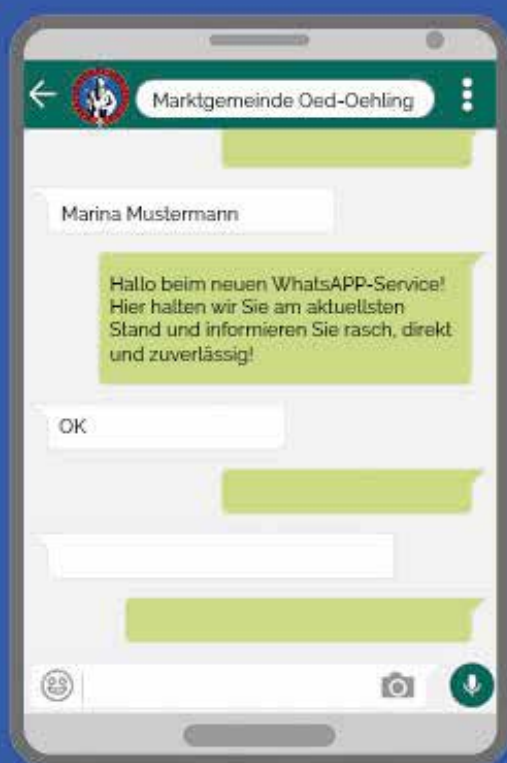 Marktgemeinde Oed-Oehling
Marina Mustermann
Hallo beim neuen WhatsAPP-Service!
Hier halten wir Sie am aktuellsten
Stand und informieren Sie rasch, direkt
und zuverlässig!
OK